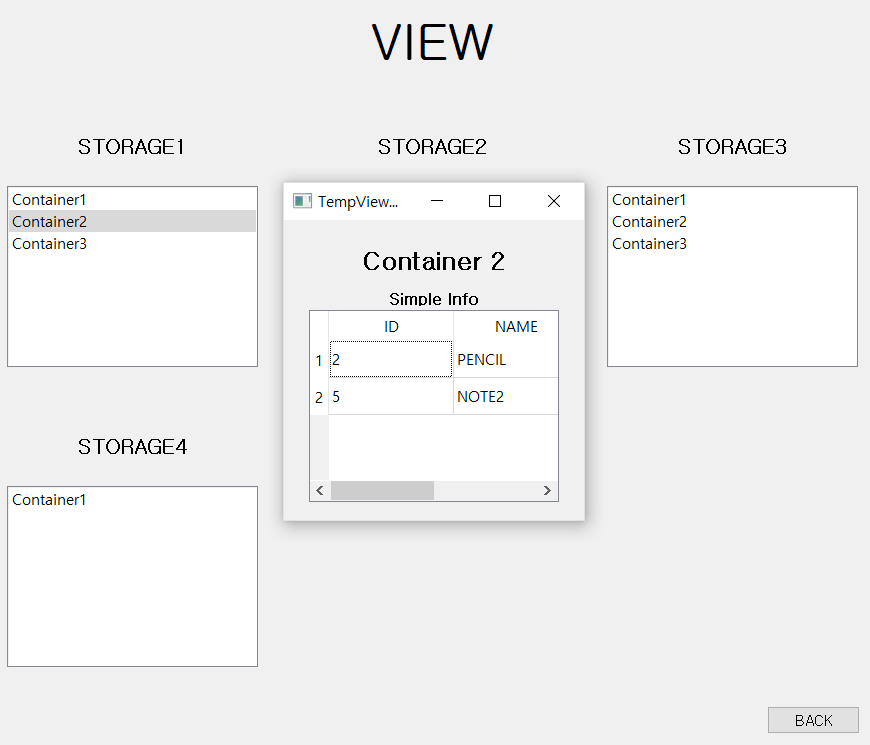 VIEW
STORAGE1
STORAGE2
STORAGE3
Container1
Container2
Container3
TempView...
Container 2
Simple Info
ID NAME
1 2 PENCIL
2 5 NOTE2
Container1
Container2
Container3
STORAGE4
Container1
BACK